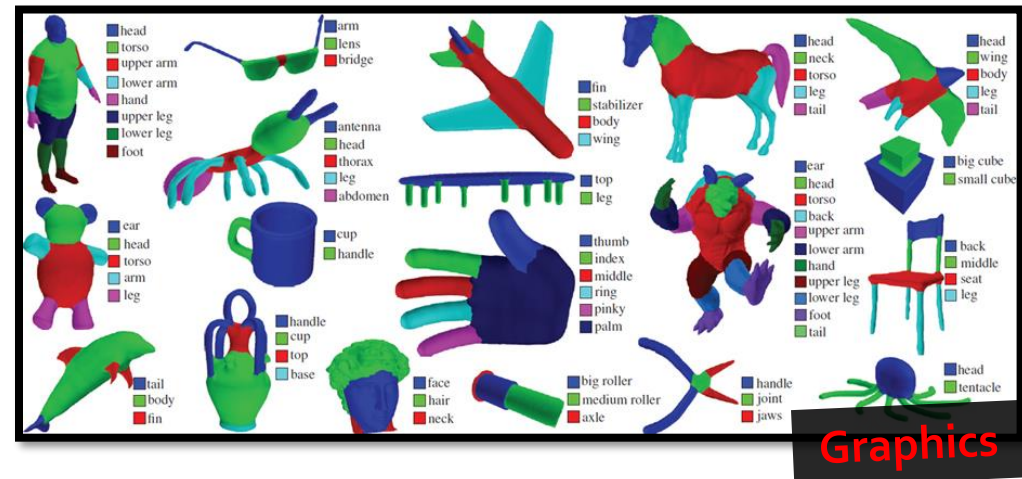 head
torso
upper arm
lower arm
hand
upper leg
lower leg
foot
arm
lens
bridge
antenna
head
thorax
leg
abdomen
fin
stabilizer
body
wing
top
leg
head
neck
torso
leg
tail
head
wing
body
leg
tail
big cube
small cube
ear
head
torso
arm
leg
cup
handle
thumb
index
middle
ring
pinky
palm
ear
head
torso
back
upper arm
lower arm
hand
upper leg
lower leg
foot
tail
back
middle
seat
leg
tail
body
fin
handle
cup
top
base
face
hair
neck
big roller
medium roller
axle
handle
joint
jaws
head
tentacle
Graphics